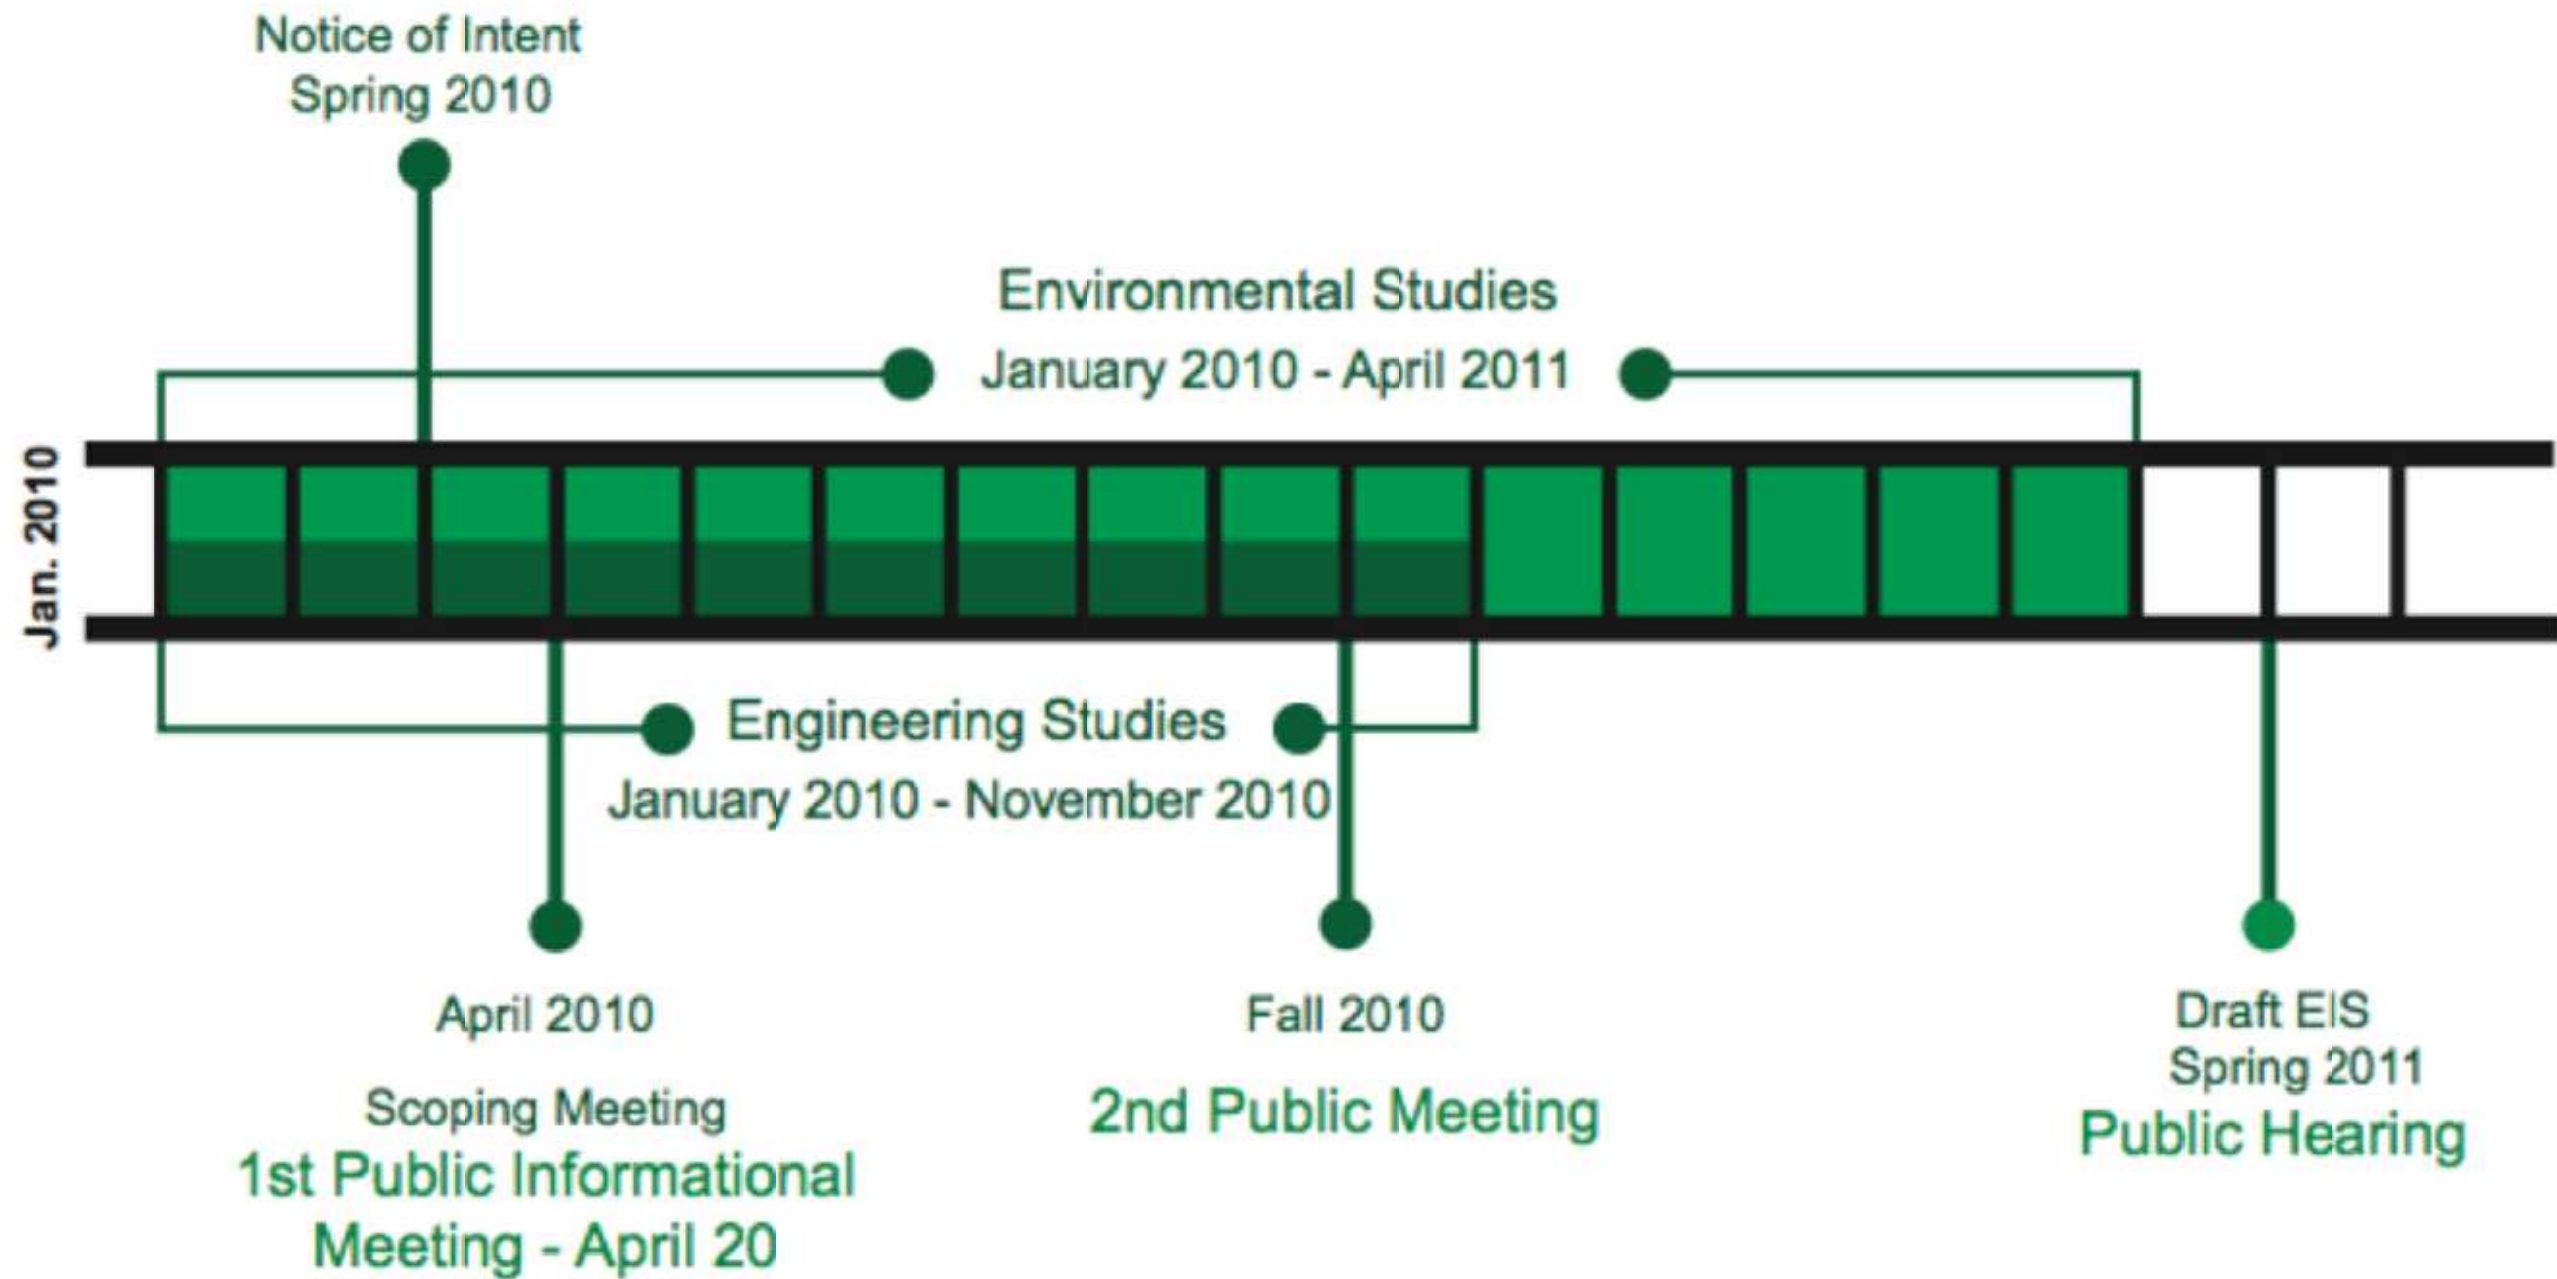 Notice of Intent
Spring 2010
Environmental Studies
January 2010 - April 2011
Jan. 2010
Engineering Studies
January 2010 - November 2010
April 2010
Scoping Meeting
1st Public Informational
Meeting - April 20
Fall 2010
2nd Public Meeting
Draft EIS
Spring 2011
Public Hearing